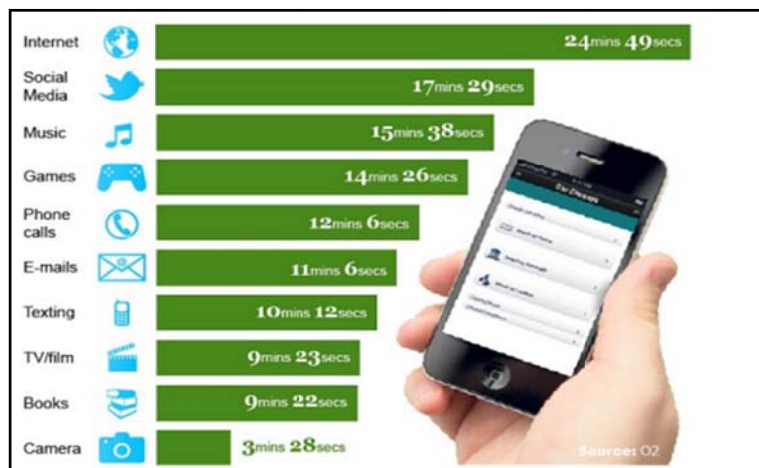 Internet 24mins 49secs
Social
Media 17mins 29secs
Music 15mins 38secs
Games 14mins 26secs
Phone
calls 12mins 6secs
E-mails 11mins 6secs
Texting 10mins 12secs
TV/film 9mins 23secs
Books 9mins 22secs
Camera 3mins 28secs
Source: O2